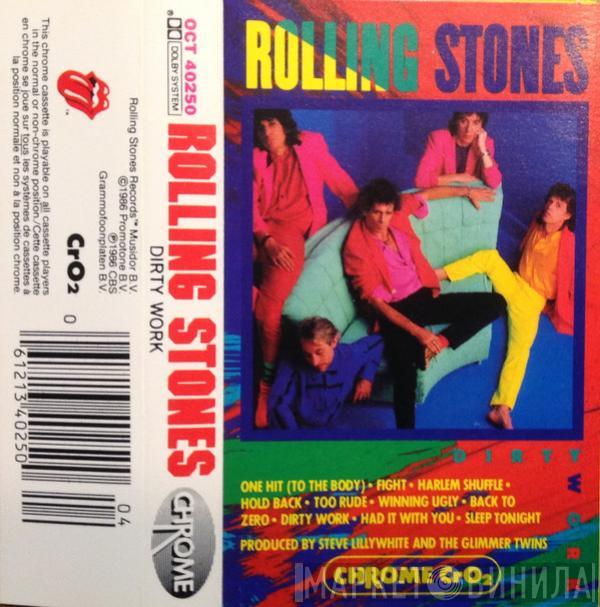 This chrome cassette is playable on all cassette players
in the normal or non-chrome position./Cette cassette
en chrome se joue sur tous les systèmes de cassettes à
la position normale et non à la position chrome.
TM
CrO2
0
61213 40250
04
Rolling Stones Records™ Musidor B.V.
©1986 Promotone B.V.
℗1986 CBS
Grammofoonplaten B.V.
OCT 40250
DOLBY SYSTEM
ROLLING STONES
DIRTY WORK
CHROME
ROLLING STONES
DIRTY WORK
ONE HIT (TO THE BODY) • FIGHT • HARLEM SHUFFLE •
HOLD BACK • TOO RUDE • WINNING UGLY • BACK TO
ZERO • DIRTY WORK • HAD IT WITH YOU • SLEEP TONIGHT
PRODUCED BY STEVE LILLYWHITE AND THE GLIMMER TWINS
CHROME CrO2
МАРКЕТ ВИНИЛА